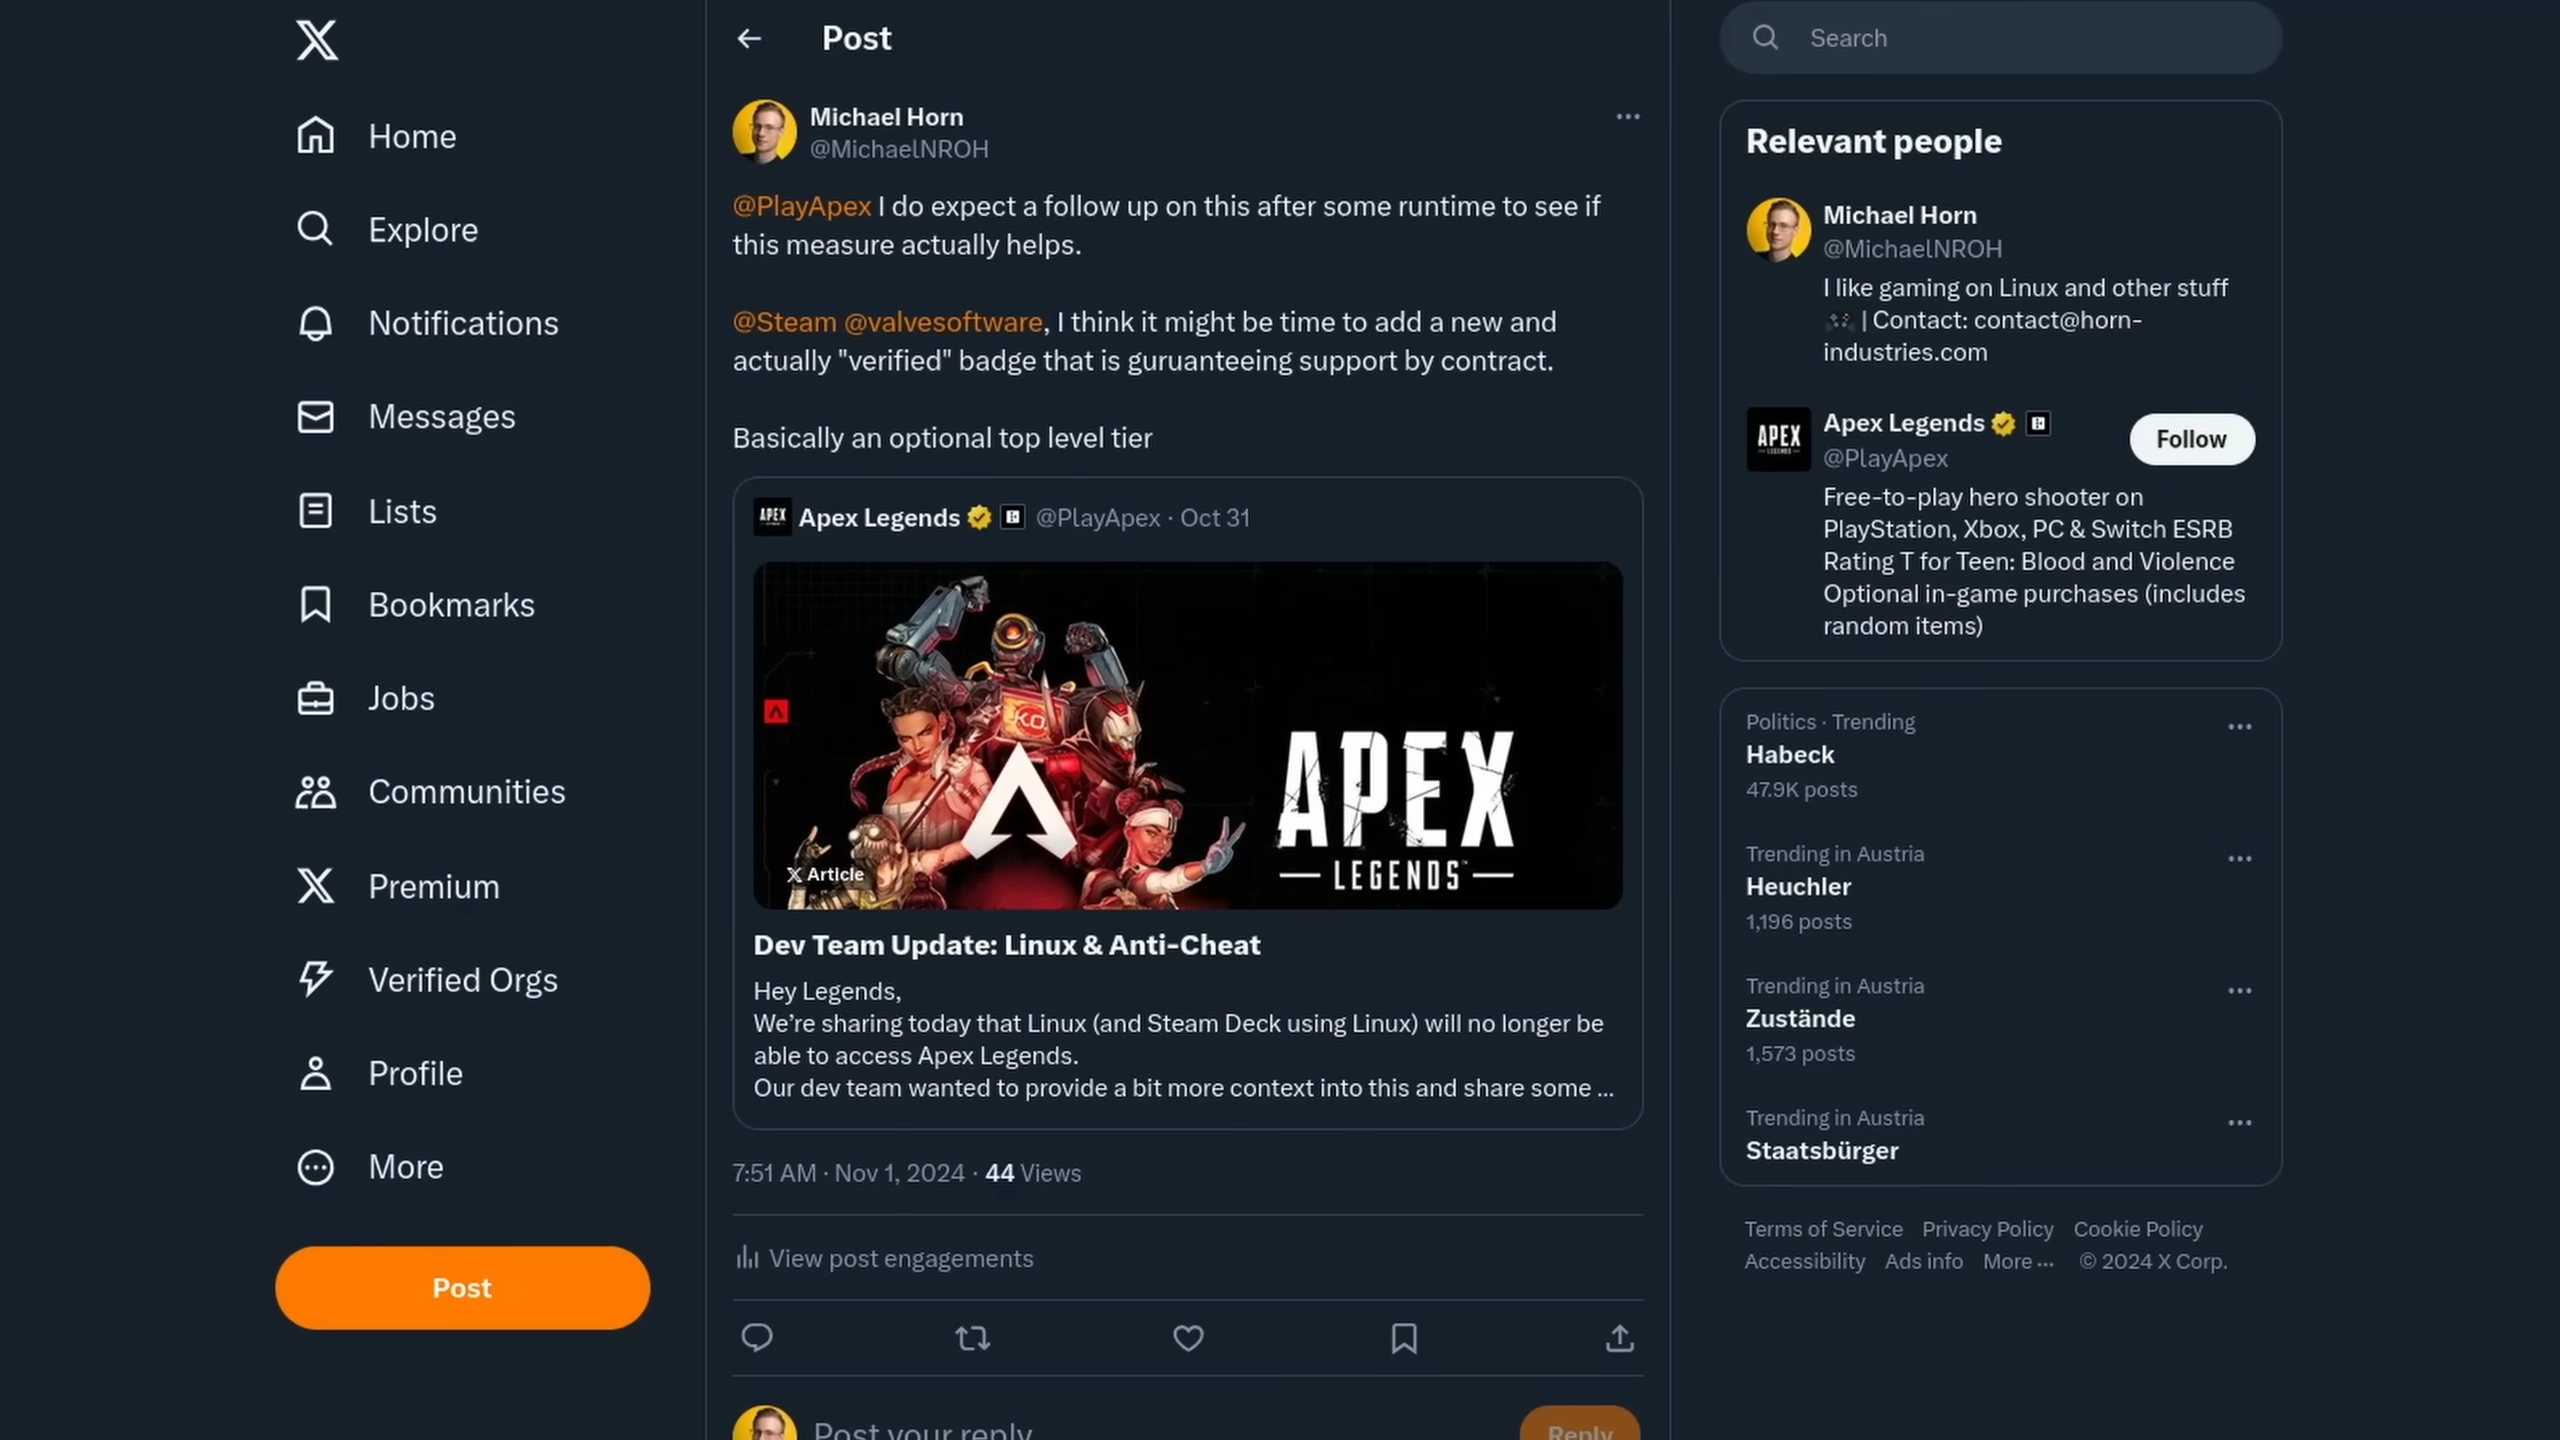 Home
Explore
Notifications
Messages
Lists
Bookmarks
Jobs
Communities
Premium
Verified Orgs
Profile
More
Post
Post
Michael Horn
@MichaelNROH
@PlayApex I do expect a follow up on this after some runtime to see if
this measure actually helps.
@Steam @valvesoftware, I think it might be time to add a new and
actually "verified" badge that is guruanteeing support by contract.
Basically an optional top level tier
APEX
Apex Legends @PlayApex · Oct 31
K.O.
APEX
LEGENDS™
X Article
Dev Team Update: Linux & Anti-Cheat
Hey Legends,
We’re sharing today that Linux (and Steam Deck using Linux) will no longer be
able to access Apex Legends.
Our dev team wanted to provide a bit more context into this and share some ...
7:51 AM · Nov 1, 2024 · 44 Views
View post engagements
Post your reply
Reply
Search
Relevant people
Michael Horn
@MichaelNROH
I like gaming on Linux and other stuff
| Contact: contact@horn-
industries.com
APEX
LEGENDS
Apex Legends
@PlayApex
Follow
Free-to-play hero shooter on
PlayStation, Xbox, PC & Switch ESRB
Rating T for Teen: Blood and Violence
Optional in-game purchases (includes
random items)
Politics · Trending
Habeck
47.9K posts
Trending in Austria
Heuchler
1,196 posts
Trending in Austria
Zustände
1,573 posts
Trending in Austria
Staatsbürger
Terms of Service Privacy Policy Cookie Policy
Accessibility Ads info More ... © 2024 X Corp.